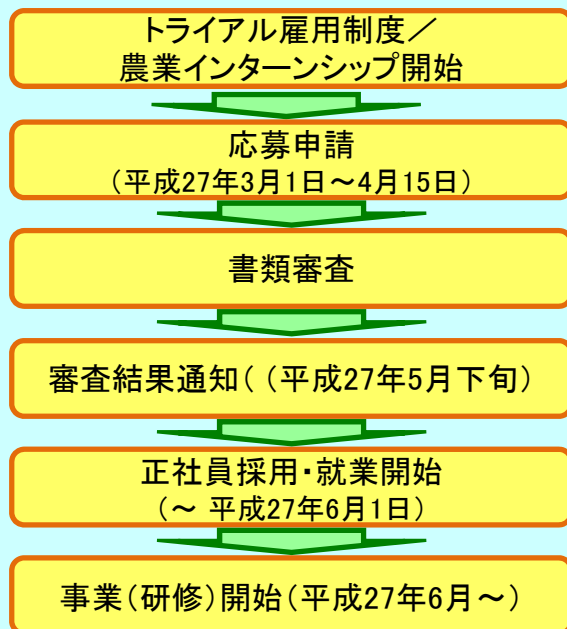 トライアル雇用制度／
農業インターンシップ開始
応募申請
（平成27年3月1日～4月15日）
書類審査
審査結果通知（（平成27年5月下旬）
正社員採用・就業開始
（～ 平成27年6月1日）
事業（研修）開始（平成27年6月～）